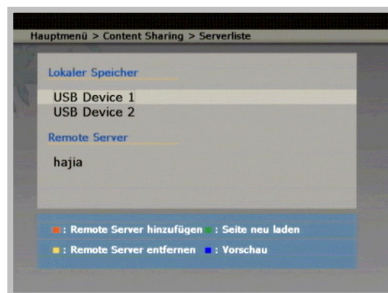 Hauptmenü > Content Sharing > Serverliste
Lokaler Speicher
USB Device 1
USB Device 2
Remote Server
hajia
: Remote Server hinzufügen : Seite neu laden
: Remote Server entfernen : Vorschau